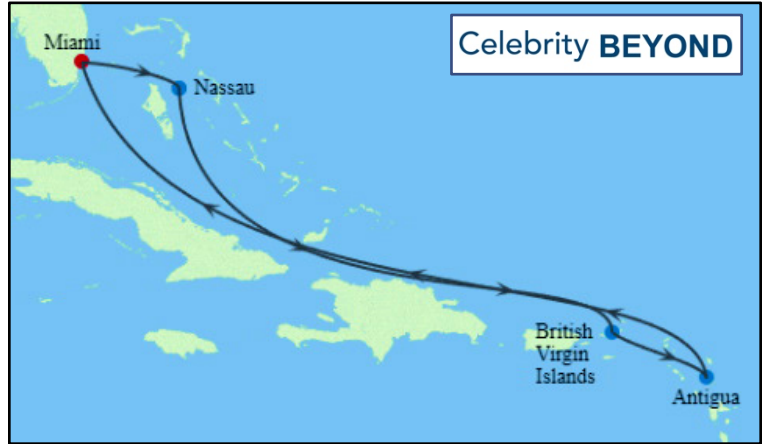 Celebrity BEYOND
Miami
Nassau
British
Virgin
Islands
Antigua